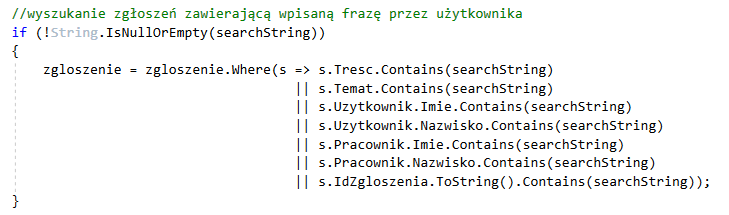 //wyszukanie zgłoszeń zawierającą wpisaną frazę przez użytkownika
if (!String.IsNullOrEmpty(searchString))
{
    zgloszenie = zgloszenie.Where(s => s.Tresc.Contains(searchString)
                                || s.Temat.Contains(searchString)
                                || s.Uzytkownik.Imie.Contains(searchString)
                                || s.Uzytkownik.Nazwisko.Contains(searchString)
                                || s.Pracownik.Imie.Contains(searchString)
                                || s.Pracownik.Nazwisko.Contains(searchString)
                                || s.IdZgloszenia.ToString().Contains(searchString));
}